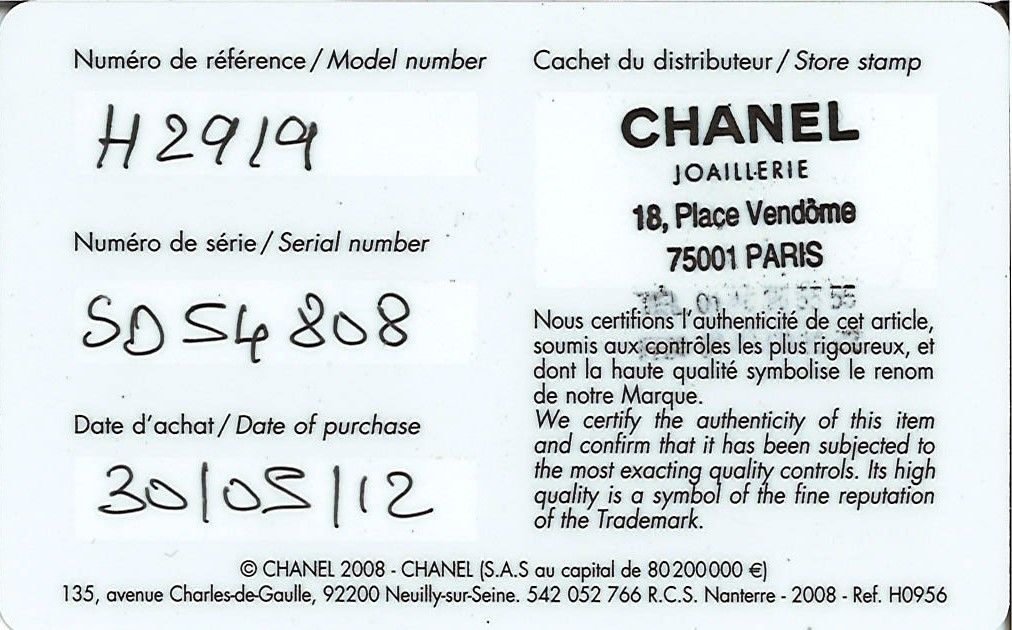 Numéro de référence / Model number
H2919
Numéro de série / Serial number
SD54808
Date d'achat / Date of purchase
30/05/12
Cachet du distributeur / Store stamp
CHANEL
JOAILLERIE
18, Place Vendôme
75001 PARIS
Nous certifions l'authenticité de cet article,
soumis aux contrôles les plus rigoureux, et
dont la haute qualité symbolise le renom
de notre Marque.
We certify the authenticity of this item
and confirm that it has been subjected to
the most exacting quality controls. Its high
quality is a symbol of the fine reputation
of the Trademark.
© CHANEL 2008 - CHANEL (S.A.S au capital de 80200000 €)
135, avenue Charles-de-Gaulle, 92200 Neuilly-sur-Seine. 542 052 766 R.C.S. Nanterre - 2008 - Ref. H0956